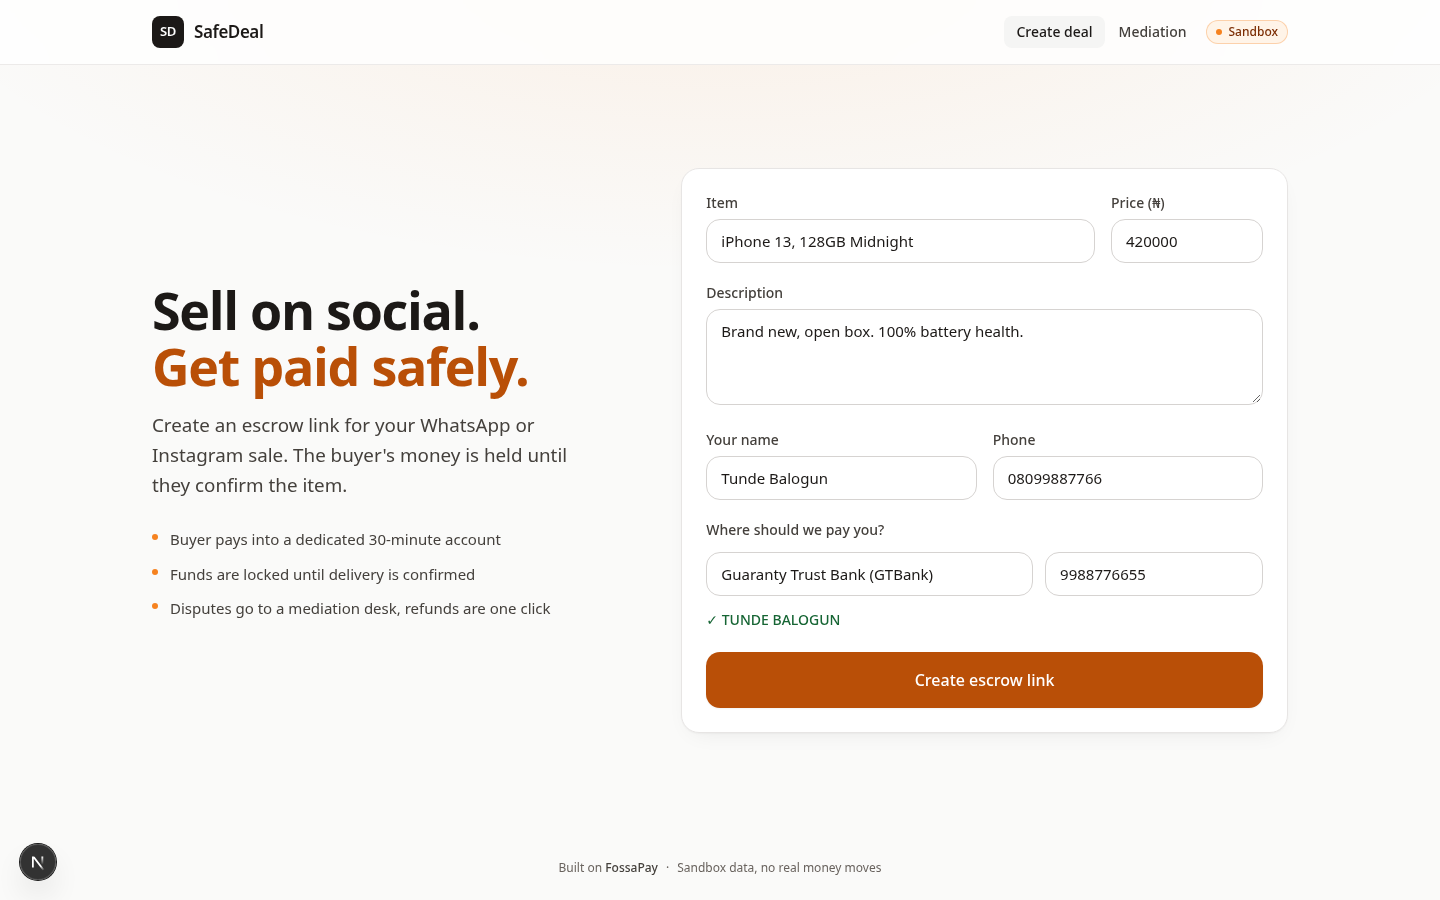 SD SafeDeal
Create deal Mediation Sandbox
Sell on social.
Get paid safely.
Create an escrow link for your WhatsApp or
Instagram sale. The buyer's money is held until
they confirm the item.
Buyer pays into a dedicated 30-minute account
Funds are locked until delivery is confirmed
Disputes go to a mediation desk, refunds are one click
Item Price (₦)
iPhone 13, 128GB Midnight 420000
Description
Brand new, open box. 100% battery health.
Your name Phone
Tunde Balogun 08099887766
Where should we pay you?
Guaranty Trust Bank (GTBank) 9988776655
✓ TUNDE BALOGUN
Create escrow link
N
Built on FossaPay · Sandbox data, no real money moves